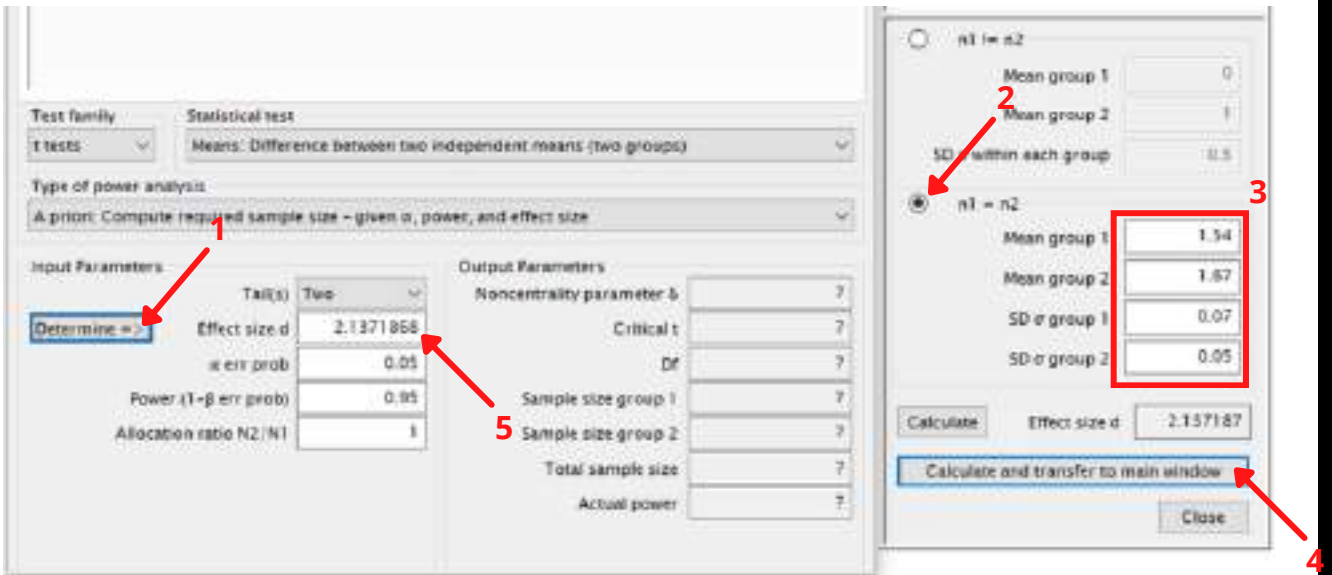 Test family
Statistical test
t tests
Means: Difference between two independent means (two groups)
Type of power analysis
A priori: Compute required sample size – given α, power, and effect size
1
Input Parameters
Tail(s) Two
Determine =>
Effect size d 2.1371868
α err prob 0.05
Power (1-β err prob) 0.95
Allocation ratio N2/N1 1
5
Output Parameters
Noncentrality parameter δ ?
Critical t ?
Df ?
Sample size group 1 ?
Sample size group 2 ?
Total sample size ?
Actual power ?
n1 != n2
Mean group 1 0
2
Mean group 2 1
SD σ within each group 0.5
3
n1 = n2
Mean group 1 1.54
Mean group 2 1.67
SD σ group 1 0.07
SD σ group 2 0.05
Calculate Effect size d 2.137187
Calculate and transfer to main window
Close
4